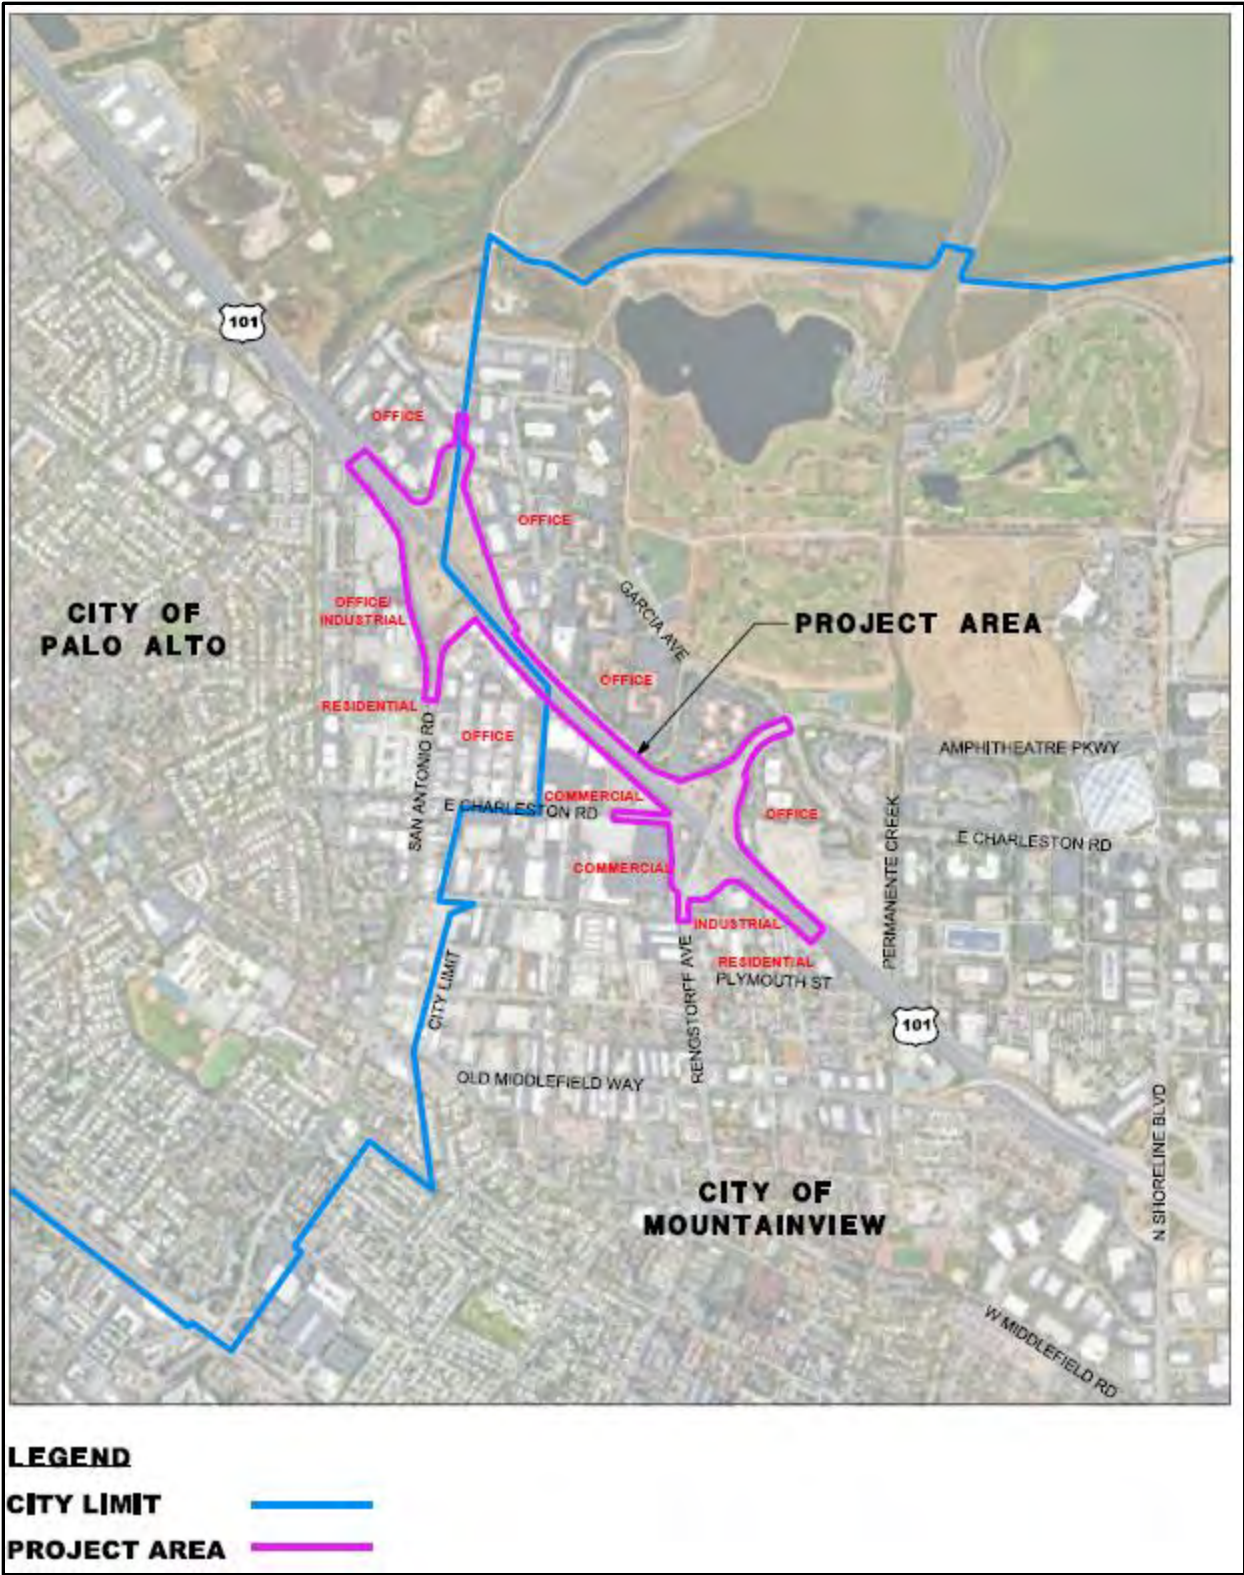 101
OFFICE
OFFICE
GARCIA AVE
CITY OF
PALO ALTO
OFFICE/
INDUSTRIAL
PROJECT AREA
OFFICE
RESIDENTIAL
OFFICE
SAN ANTONIO RD
AMPHITHEATRE PKWY
COMMERCIAL
E CHARLESTON RD
OFFICE
E CHARLESTON RD
PERMANENTE CREEK
COMMERCIAL
INDUSTRIAL
RESIDENTIAL
PLYMOUTH ST
CITY LIMIT
RENGSTORFF AVE
101
OLD MIDDLEFIELD WAY
N SHORELINE BLVD
CITY OF
MOUNTAINVIEW
W MIDDLEFIELD RD
LEGEND
CITY LIMIT
PROJECT AREA